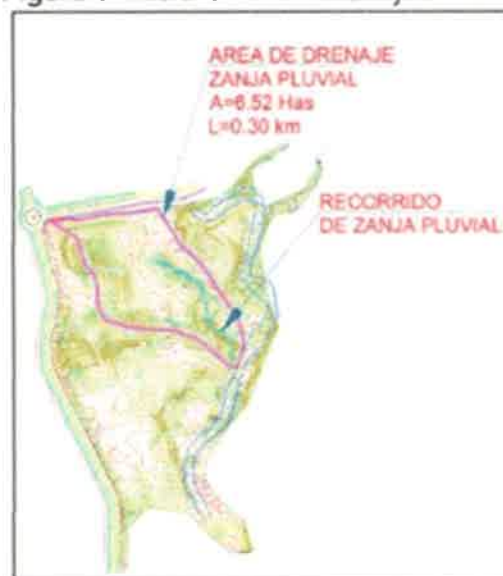 AREA DE DRENAJE
ZANJA PLUVIAL
A=6.52 Has
L=0.30 km
RECORRIDO
DE ZANJA PLUVIAL